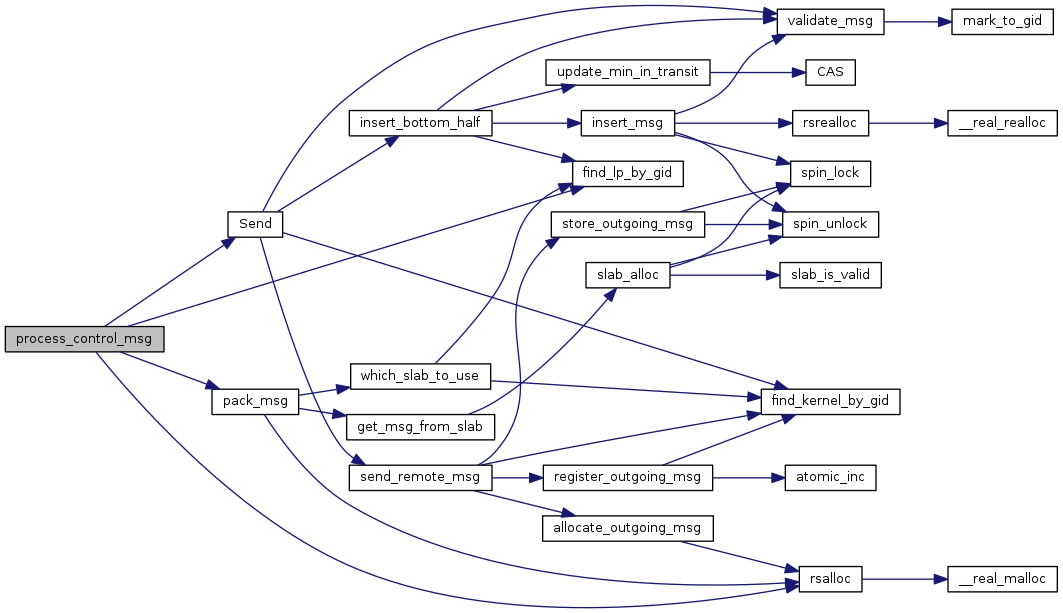 validate_msg
mark_to_gid
update_min_in_transit
CAS
insert_bottom_half
insert_msg
rsrealloc
__real_realloc
find_lp_by_gid
spin_lock
Send
store_outgoing_msg
spin_unlock
slab_alloc
slab_is_valid
process_control_msg
which_slab_to_use
pack_msg
find_kernel_by_gid
get_msg_from_slab
send_remote_msg
register_outgoing_msg
atomic_inc
allocate_outgoing_msg
rsalloc
__real_malloc